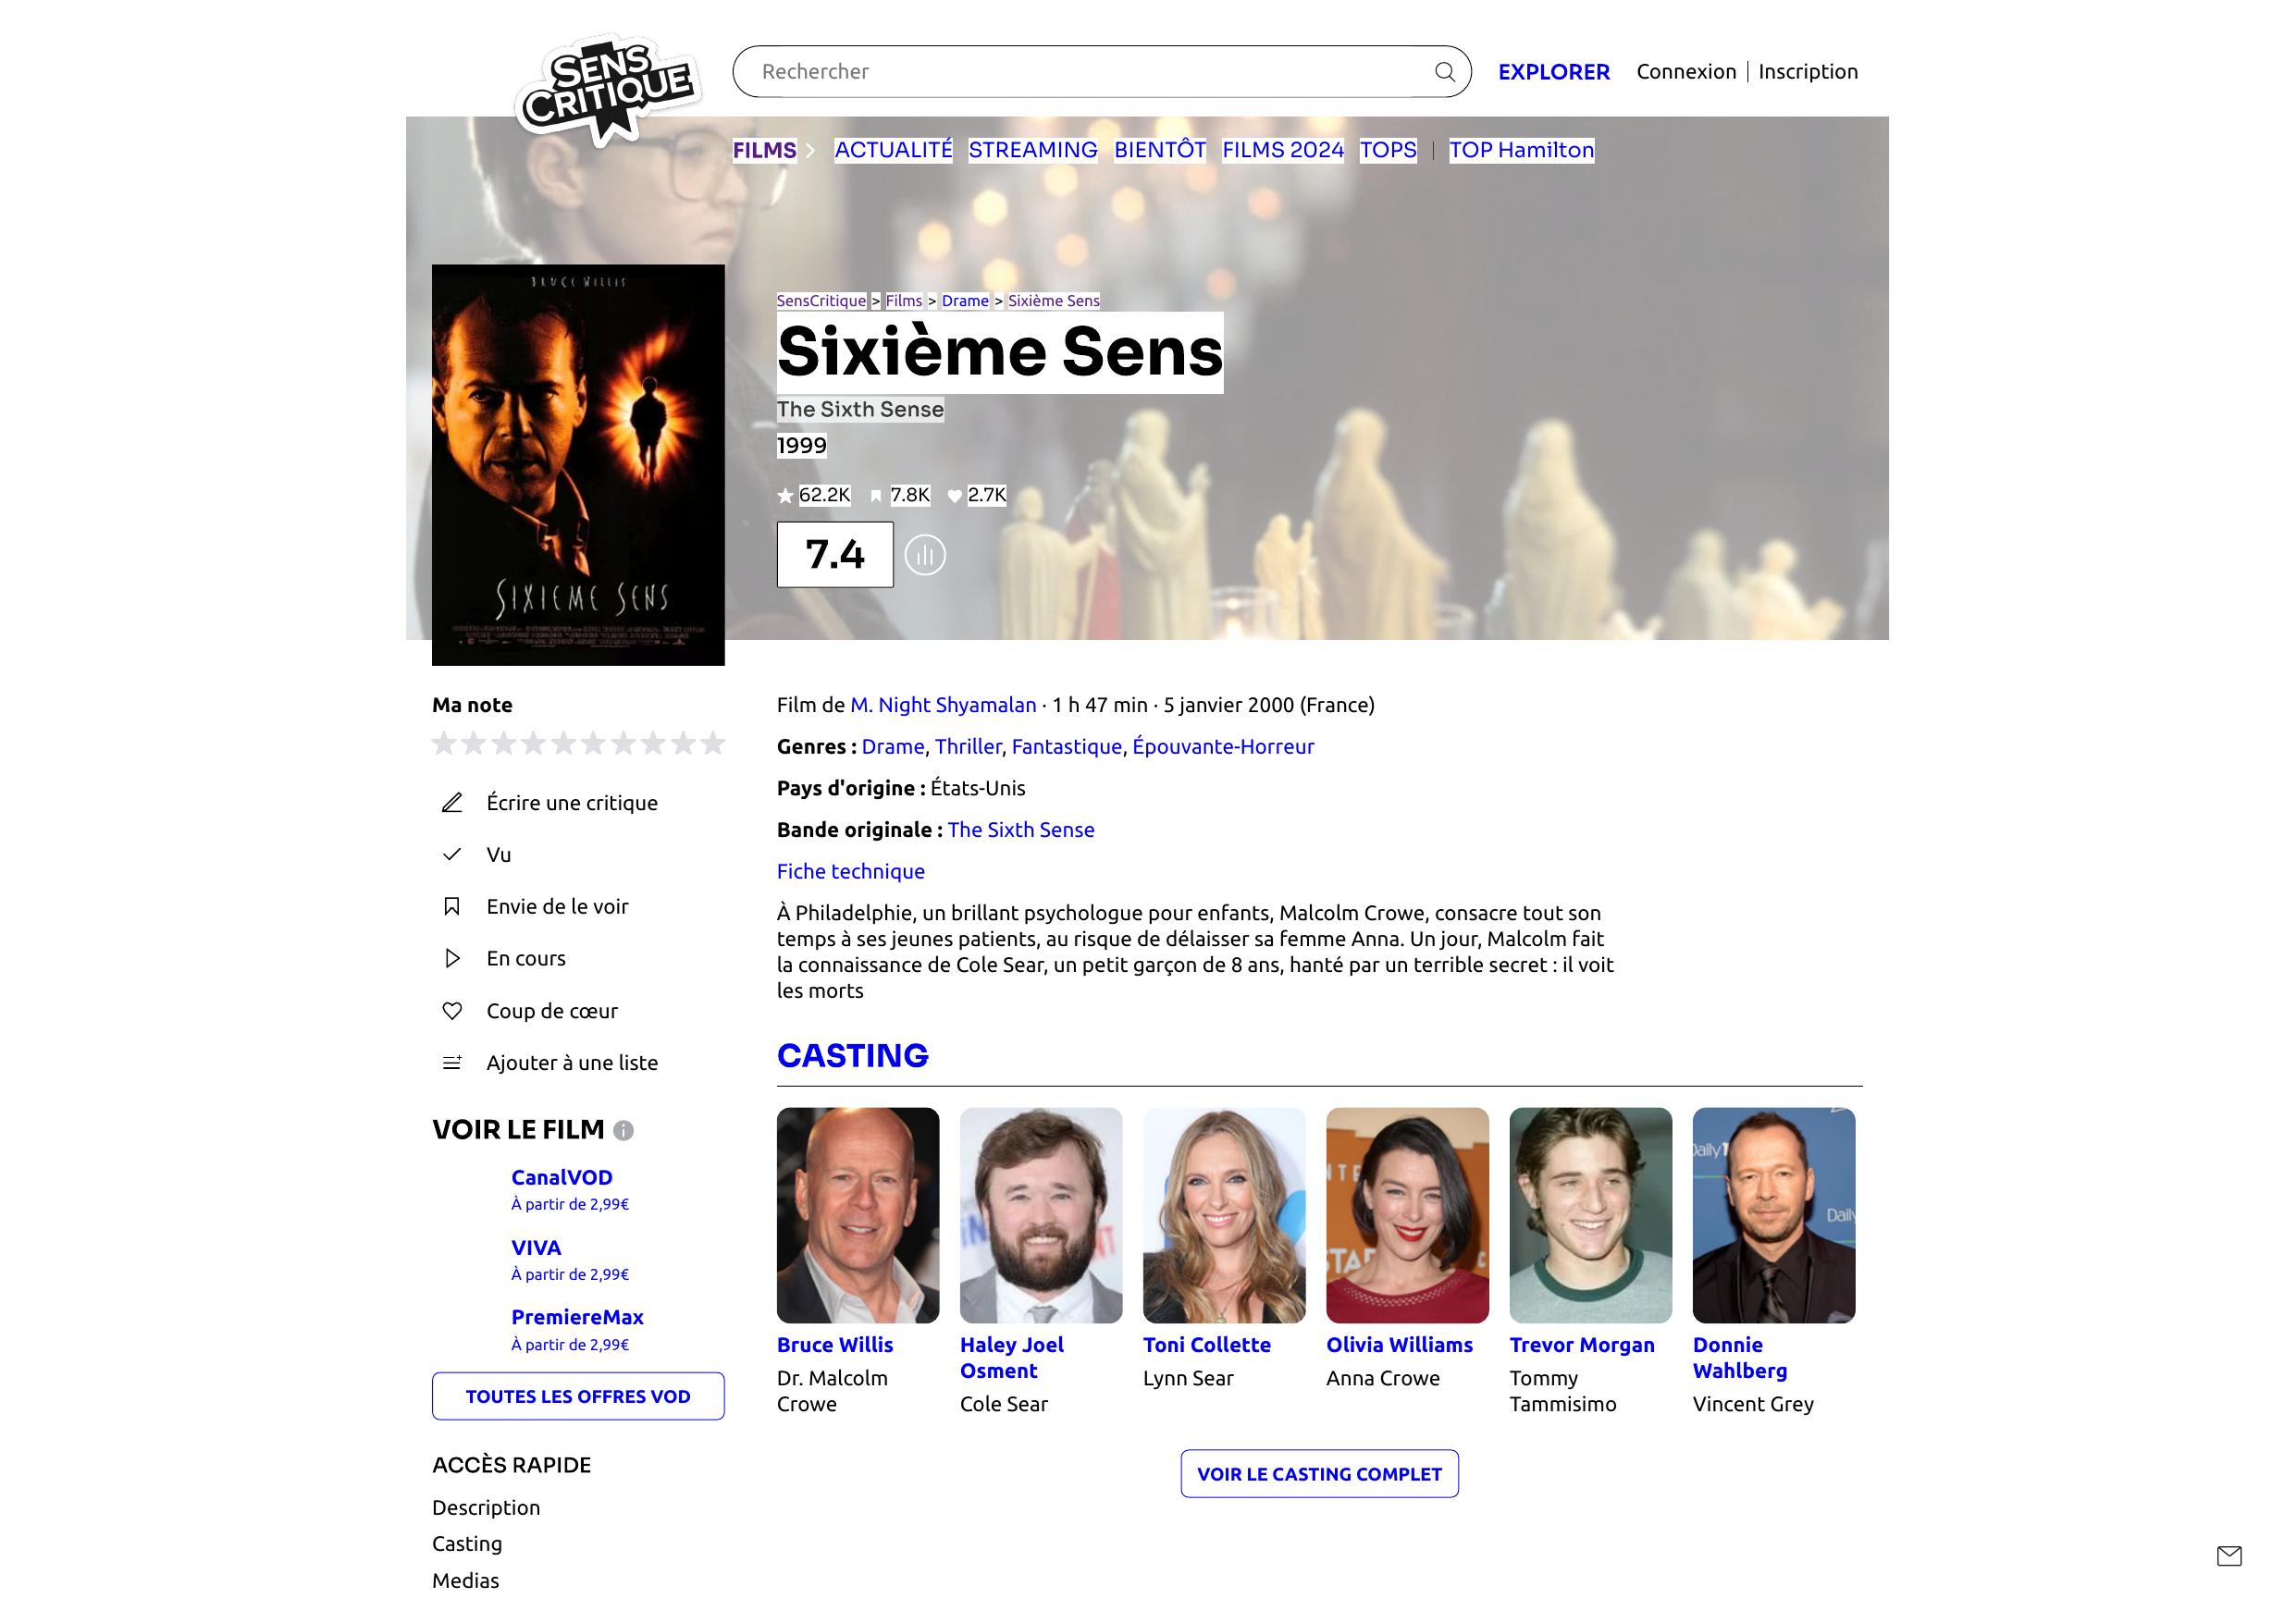 SENS
CRITIQUE
Rechercher
EXPLORER
Connexion | Inscription
FILMS
ACTUALITÉ
STREAMING
BIENTÔT
FILMS 2024
TOPS
TOP Hamilton
BRUCE WILLIS
SIXIEME SENS
SensCritique > Films > Drame > Sixième Sens
Sixième Sens
The Sixth Sense
1999
62.2K
7.8K
2.7K
7.4
Ma note
Écrire une critique
Vu
Envie de le voir
En cours
Coup de cœur
Ajouter à une liste
VOIR LE FILM
CanalVOD
À partir de 2,99€
VIVA
À partir de 2,99€
PremiereMax
À partir de 2,99€
TOUTES LES OFFRES VOD
ACCÈS RAPIDE
Description
Casting
Medias
Film de M. Night Shyamalan · 1 h 47 min · 5 janvier 2000 (France)
Genres : Drame, Thriller, Fantastique, Épouvante-Horreur
Pays d'origine : États-Unis
Bande originale : The Sixth Sense
Fiche technique
À Philadelphie, un brillant psychologue pour enfants, Malcolm Crowe, consacre tout son
temps à ses jeunes patients, au risque de délaisser sa femme Anna. Un jour, Malcolm fait
la connaissance de Cole Sear, un petit garçon de 8 ans, hanté par un terrible secret : il voit
les morts
CASTING
Bruce Willis
Dr. Malcolm
Crowe
Haley Joel
Osment
Cole Sear
Toni Collette
Lynn Sear
Olivia Williams
Anna Crowe
Trevor Morgan
Tommy
Tammisimo
Daily
Donnie
Wahlberg
Vincent Grey
VOIR LE CASTING COMPLET